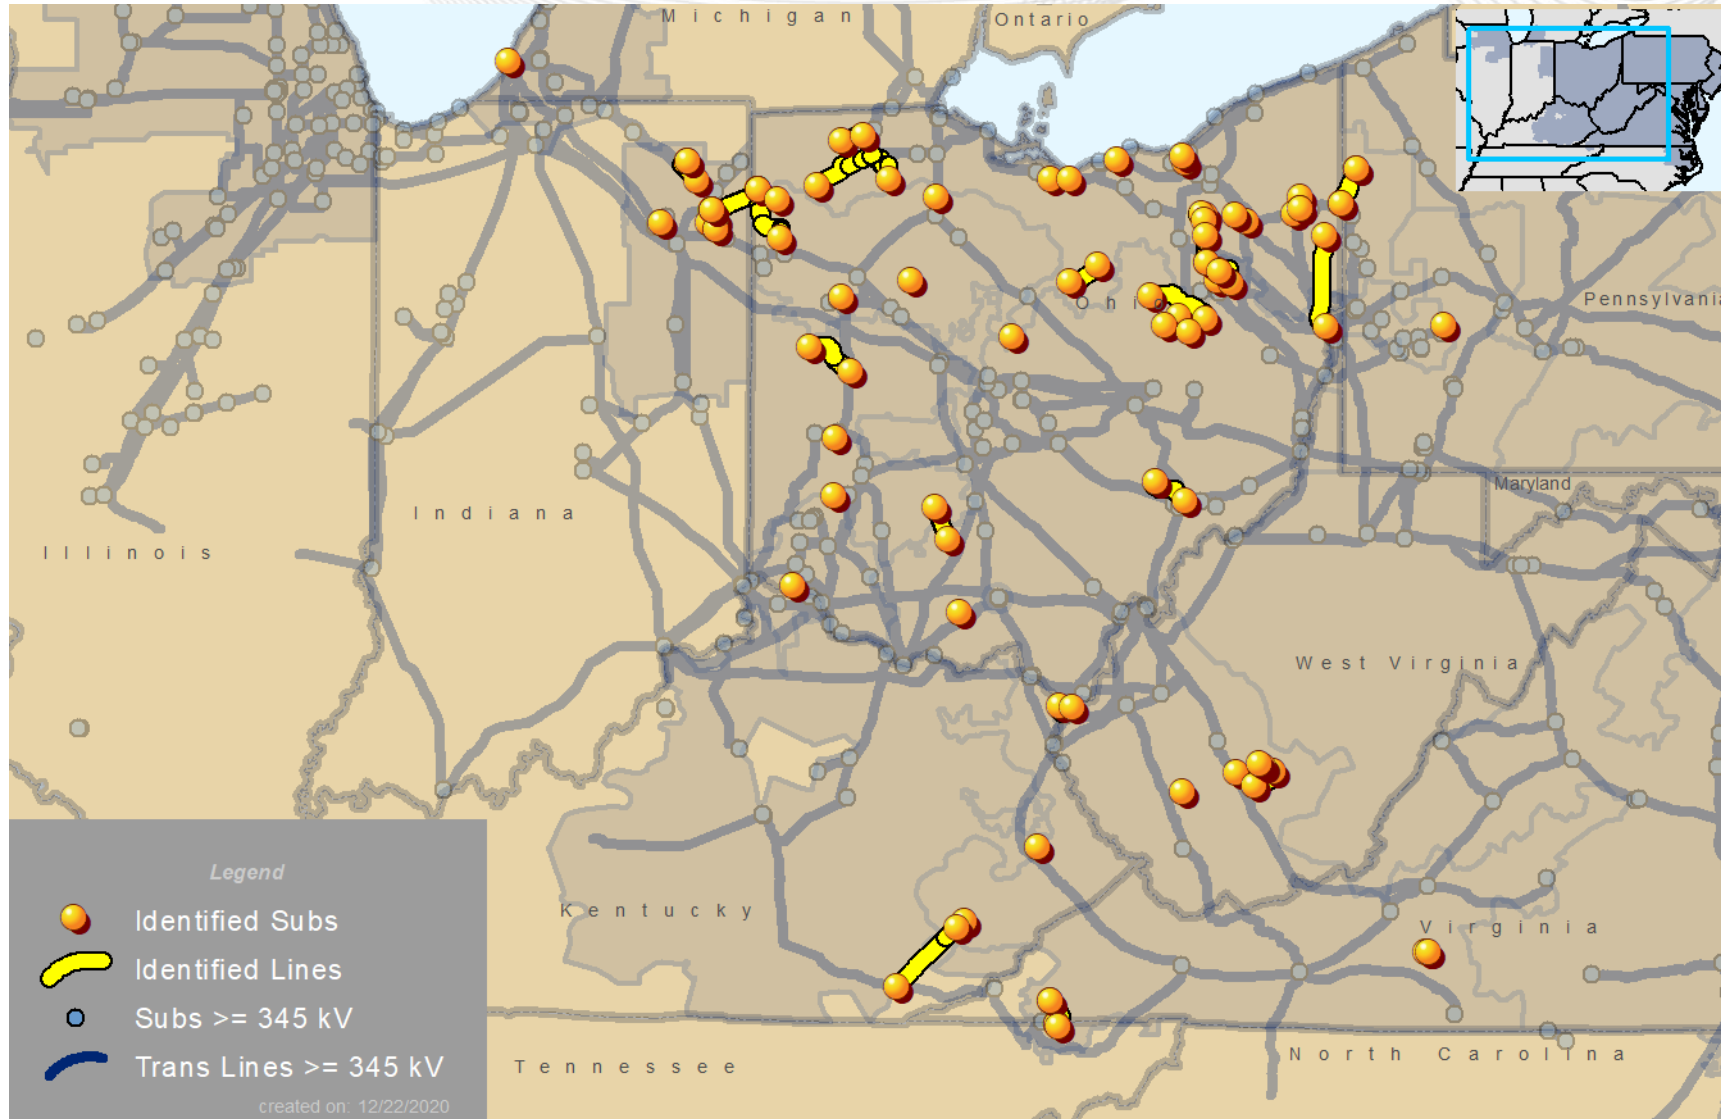 Michigan
Ontario
Pennsylvania
Ohio
Maryland
Indiana
Illinois
West Virginia
Legend
Identified Subs
Identified Lines
Subs >= 345 kV
Trans Lines >= 345 kV
created on: 12/22/2020
Kentucky
Virginia
Tennessee
North Carolina